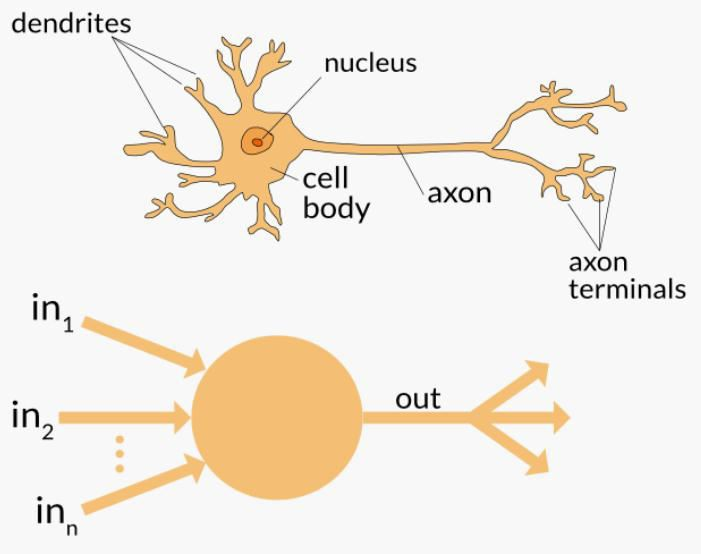 dendrites
nucleus
cell
body
axon
axon
terminals
in₁
out
in₂
inₙ